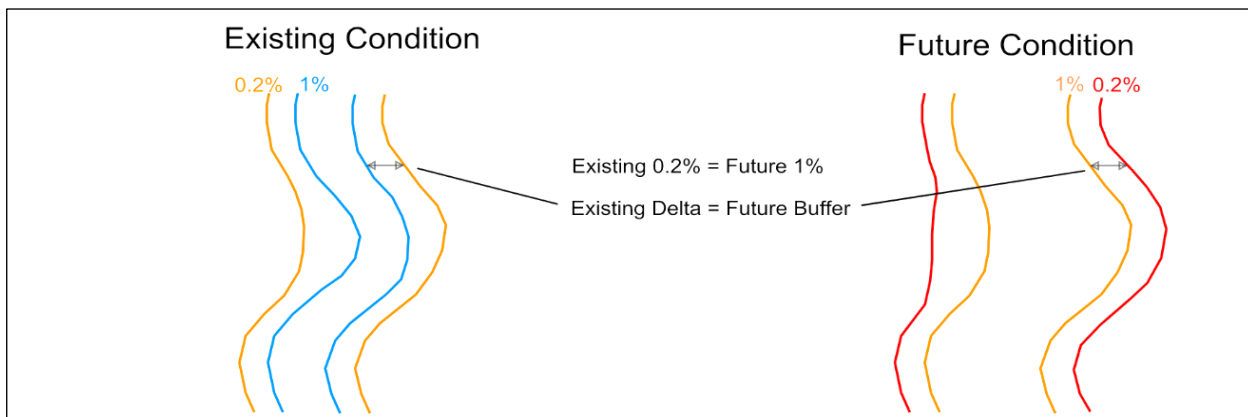 Existing Condition
Future Condition
0.2% 1%
1% 0.2%
Existing 0.2% = Future 1%
Existing Delta = Future Buffer